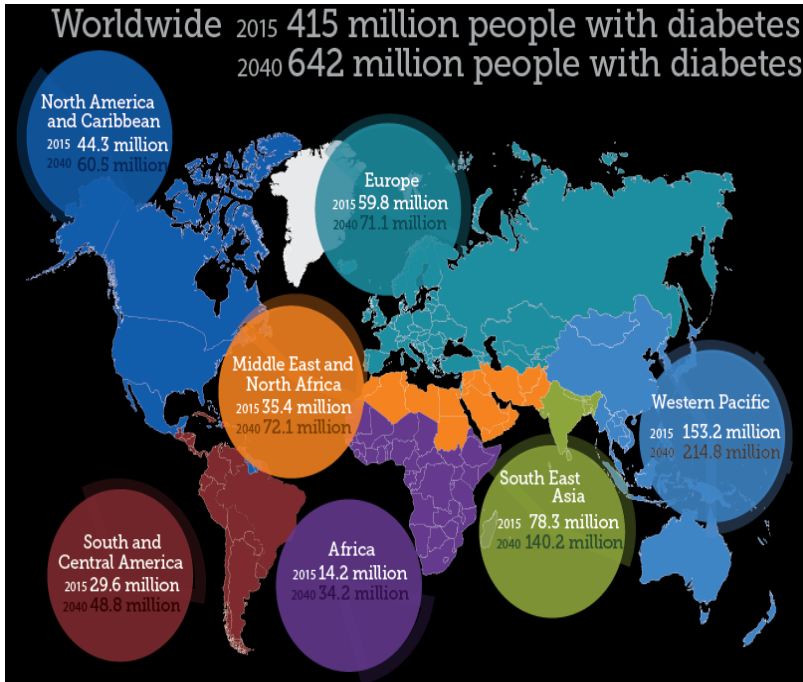 Worldwide 2015 415 million people with diabetes
2040 642 million people with diabetes
North America
and Caribbean
2015 44.3 million
2040 60.5 million
Europe
2015 59.8 million
2040 71.1 million
Middle East and
North Africa
2015 35.4 million
2040 72.1 million
Western Pacific
2015 153.2 million
2040 214.8 million
South East
Asia
2015 78.3 million
2040 140.2 million
South and
Central America
2015 29.6 million
2040 48.8 million
Africa
2015 14.2 million
2040 34.2 million